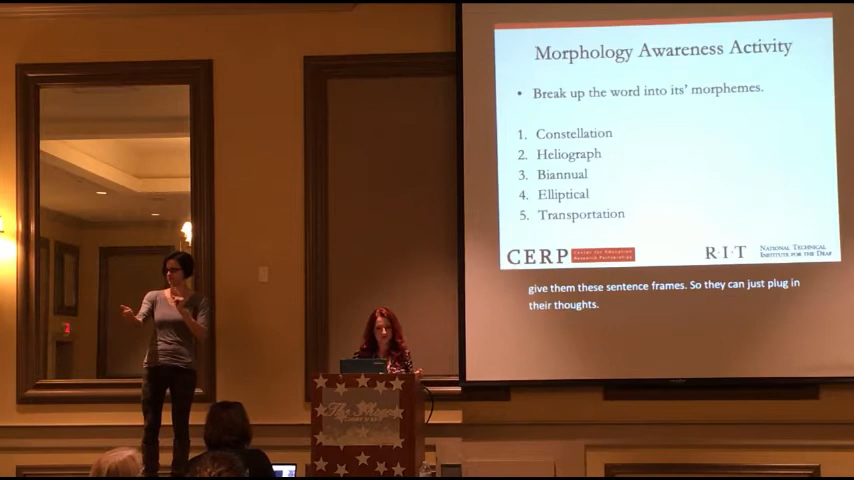 Morphology Awareness Activity
• Break up the word into its' morphemes.
1. Constellation
2. Heliograph
3. Biannual
4. Elliptical
5. Transportation
CERP Center for Education
Research Partnerships
R·I·T
National Technical
Institute for the Deaf
give them these sentence frames. So they can just plug in
their thoughts.